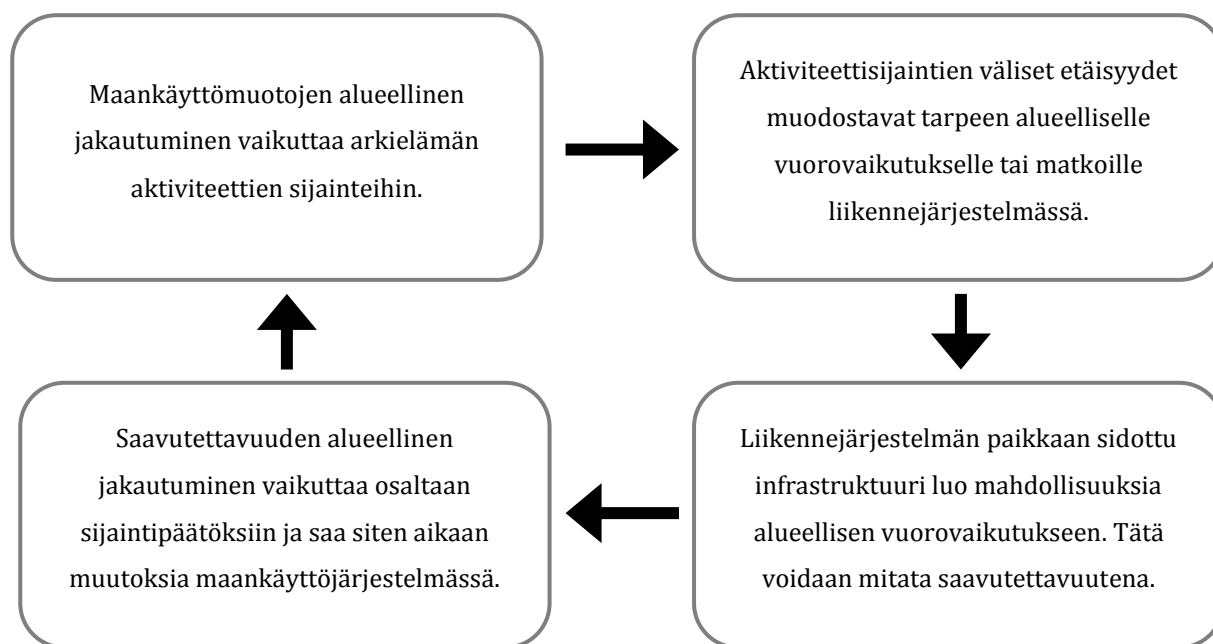 Maankäyttömuotojen alueellinen
jakautuminen vaikuttaa arkielämän
aktiviteettien sijainteihin.
Aktiviteettisijaintien väliset etäisyydet
muodostavat tarpeen alueelliselle
vuorovaikutukselle tai matkoille
liikennejärjestelmässä.
Liikennejärjestelmän paikkaan sidottu
infrastruktuuri luo mahdollisuuksia
alueellisen vuorovaikutukseen. Tätä
voidaan mitata saavutettavuutena.
Saavutettavuuden alueellinen
jakautuminen vaikuttaa osaltaan
sijaintipäätöksiin ja saa siten aikaan
muutoksia maankäyttöjärjestelmässä.